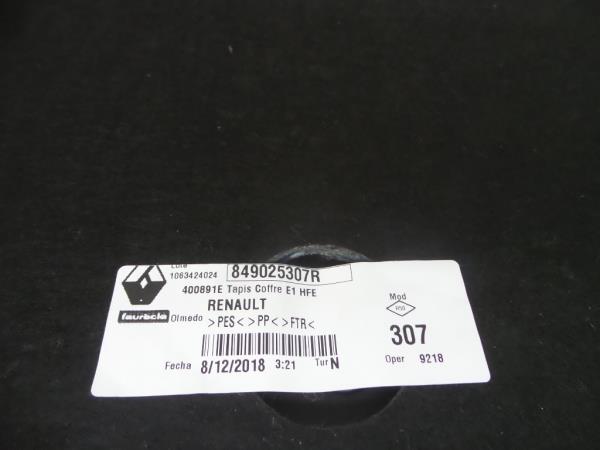 Lote
1063424024 849025307R
400891E Tapis Coffre E1 HFE
RENAULT
faurecia Olmedo >PES< >PP< >FTR<
Mod
307
Fecha 8/12/2018 3:21 Tur N
Oper 9218